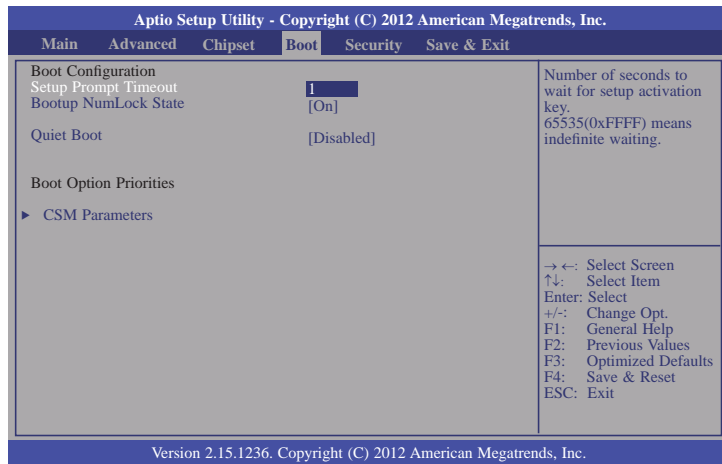 Aptio Setup Utility - Copyright (C) 2012 American Megatrends, Inc.
Main Advanced Chipset Boot Security Save & Exit
Boot Configuration
Setup Prompt Timeout 1
Bootup NumLock State [On]
Quiet Boot [Disabled]
Boot Option Priorities
▶ CSM Parameters
Number of seconds to
wait for setup activation
key.
65535(0xFFFF) means
indefinite waiting.
→ ←: Select Screen
↑↓: Select Item
Enter: Select
+/-: Change Opt.
F1: General Help
F2: Previous Values
F3: Optimized Defaults
F4: Save & Reset
ESC: Exit
Version 2.15.1236. Copyright (C) 2012 American Megatrends, Inc.